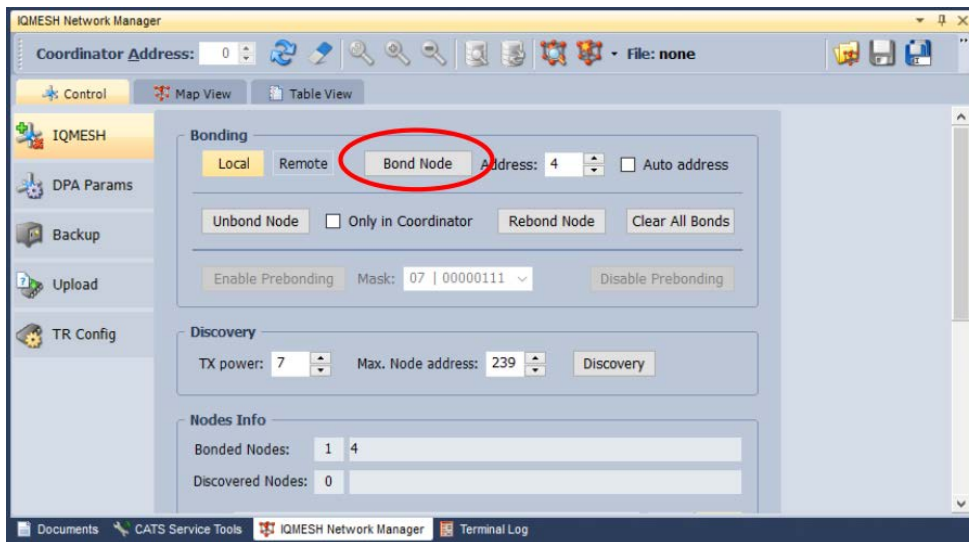 IQMESH Network Manager
Coordinator Address: 0 File: none
Control Map View Table View
IQMESH
DPA Params
Backup
Upload
TR Config
Bonding
Local Remote Bond Node Address: 4 Auto address
Unbond Node Only in Coordinator Rebond Node Clear All Bonds
Enable Prebonding Mask: 07 | 00000111 Disable Prebonding
Discovery
TX power: 7 Max. Node address: 239 Discovery
Nodes Info
Bonded Nodes: 1 4
Discovered Nodes: 0
Documents CATS Service Tools IQMESH Network Manager Terminal Log